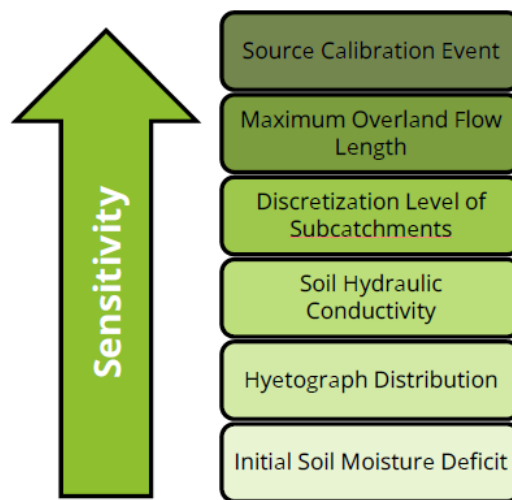 Sensitivity
Source Calibration Event
Maximum Overland Flow
Length
Discretization Level of
Subcatchments
Soil Hydraulic
Conductivity
Hyetograph Distribution
Initial Soil Moisture Deficit